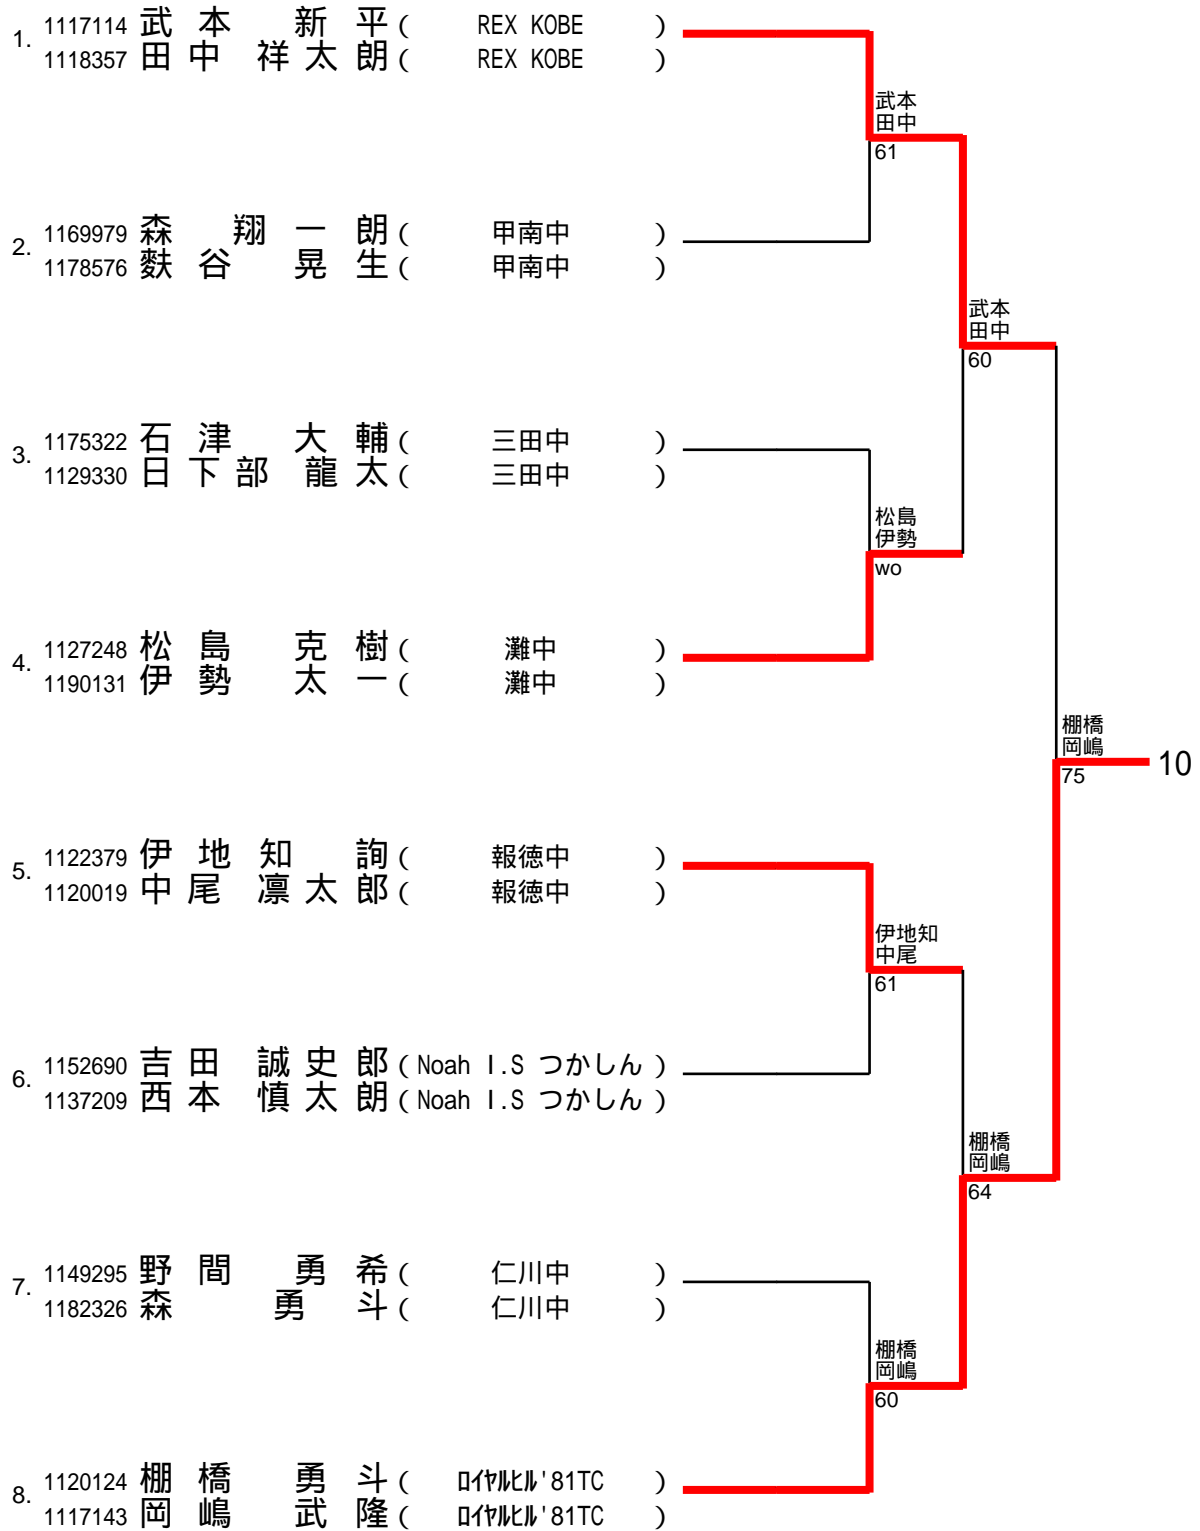 1. 1117114 武本 新平 ( REX KOBE )
1118357 田中 祥太朗 ( REX KOBE )
武本
田中
61
2. 1169979 森 翔一朗 ( 甲南中 )
1178576 麩谷 晃生 ( 甲南中 )
武本
田中
60
3. 1175322 石津 大輔 ( 三田中 )
1129330 日下部 龍太 ( 三田中 )
松島
伊勢
wo
4. 1127248 松島 克樹 ( 灘中 )
1190131 伊勢 太一 ( 灘中 )
棚橋
岡嶋
75
10
5. 1122379 伊地知 詢 ( 報徳中 )
1120019 中尾 凛太郎 ( 報徳中 )
伊地知
中尾
61
6. 1152690 吉田 誠史郎 ( Noah I.S つかしん )
1137209 西本 慎太朗 ( Noah I.S つかしん )
棚橋
岡嶋
64
7. 1149295 野間 勇希 ( 仁川中 )
1182326 森 勇斗 ( 仁川中 )
棚橋
岡嶋
60
8. 1120124 棚橋 勇斗 ( ﾛｲﾔﾙﾋﾙ'81TC )
1117143 岡嶋 武隆 ( ﾛｲﾔﾙﾋﾙ'81TC )